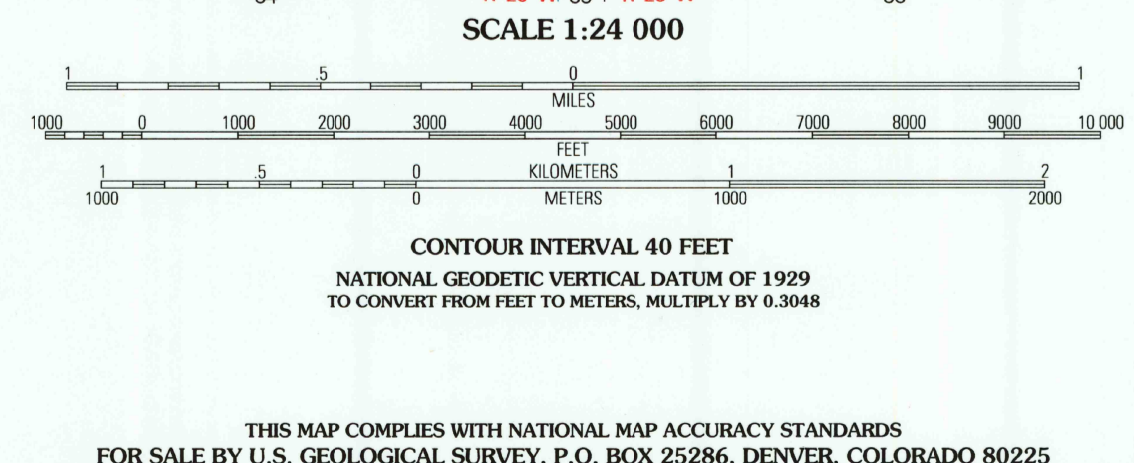 SCALE 1:24 000
1 .5 0 1
MILES
1000 0 1000 2000 3000 4000 5000 6000 7000 8000 9000 10 000
FEET
1 .5 0 KILOMETERS 1 2
1000 0 METERS 1000 2000
CONTOUR INTERVAL 40 FEET
NATIONAL GEODETIC VERTICAL DATUM OF 1929
TO CONVERT FROM FEET TO METERS, MULTIPLY BY 0.3048
THIS MAP COMPLIES WITH NATIONAL MAP ACCURACY STANDARDS
FOR SALE BY U.S. GEOLOGICAL SURVEY, P.O. BOX 25286, DENVER, COLORADO 80225